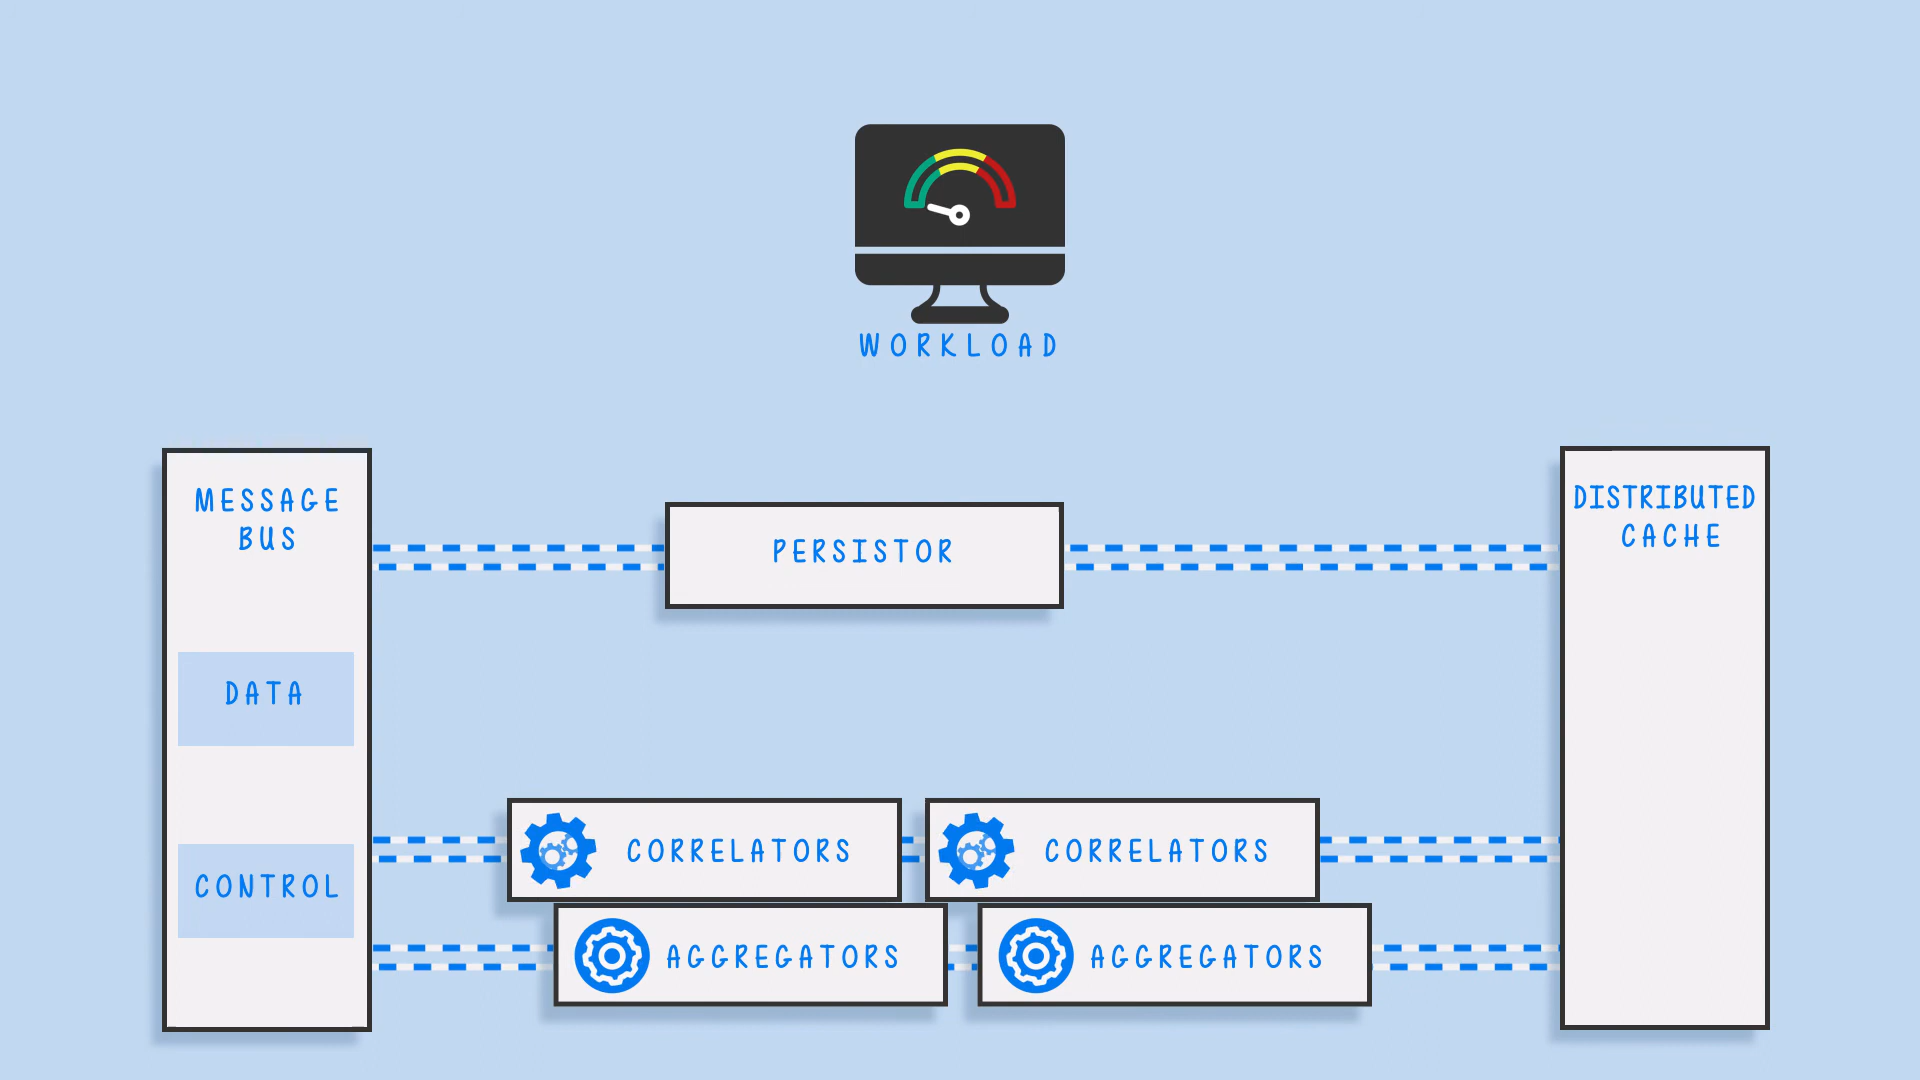 WORKLOAD
MESSAGE
BUS
DATA
CONTROL
PERSISTOR
CORRELATORS
CORRELATORS
AGGREGATORS
AGGREGATORS
DISTRIBUTED
CACHE